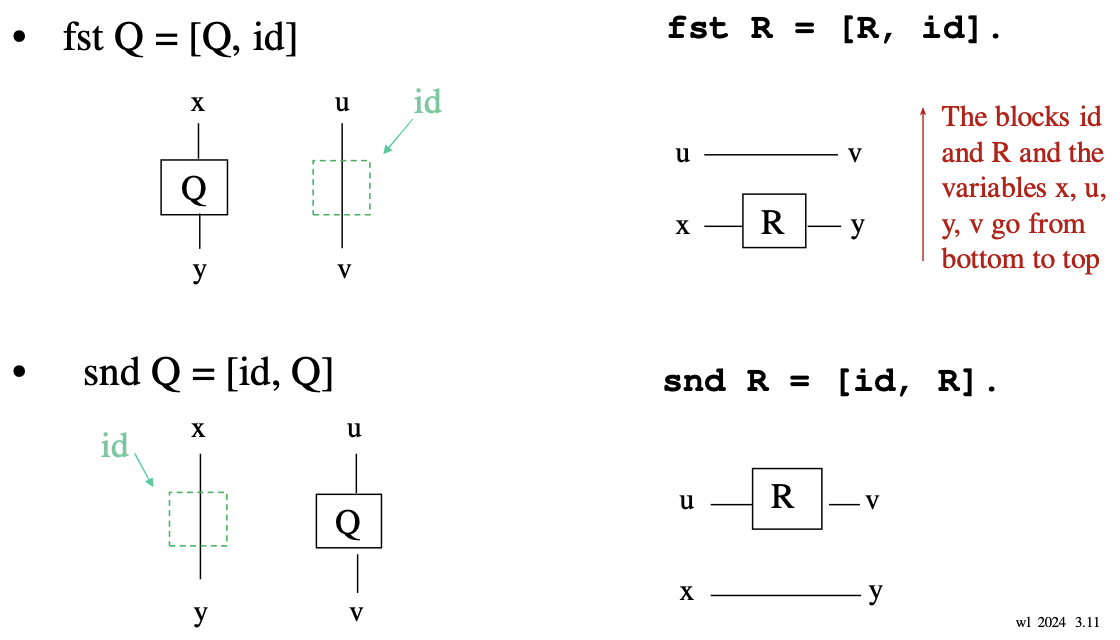 • fst Q = [Q, id]
x
u
id
Q
y
v
fst R = [R, id].
u
v
x
R
y
The blocks id
and R and the
variables x, u,
y, v go from
bottom to top
• snd Q = [id, Q]
id
x
u
Q
y
v
snd R = [id, R].
u
R
v
x
y
wl 2024 3.11